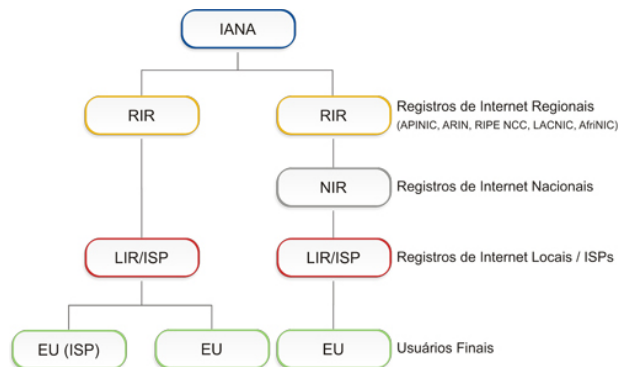 IANA
RIR
RIR
Registros de Internet Regionais
(APINIC, ARIN, RIPE NCC, LACNIC, AfriNIC)
NIR
Registros de Internet Nacionais
LIR/ISP
LIR/ISP
Registros de Internet Locais / ISPs
EU (ISP)
EU
EU
Usuários Finais